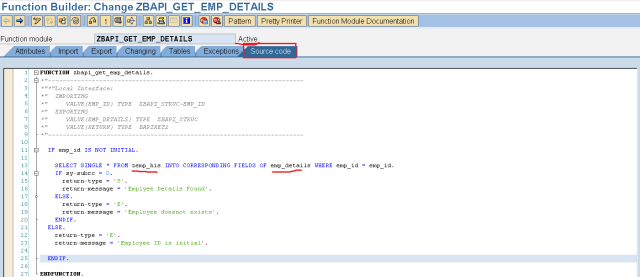 Function Builder: Change ZBAPI_GET_EMP_DETAILS
Pattern Pretty Printer Function Module Documentation
Function module ZBAPI_GET_EMP_DETAILS Active
Attributes Import Export Changing Tables Exceptions Source code
1 FUNCTION zbapi_get_emp_details.
2 *"----------------------------------------------------------------------
3 *"*"Local Interface:
4 *"  IMPORTING
5 *"     VALUE(EMP_ID) TYPE  ZBAPI_STRUC-EMP_ID
6 *"  EXPORTING
7 *"     VALUE(EMP_DETAILS) TYPE  ZBAPI_STRUC
8 *"     VALUE(RETURN) TYPE  BAPIRET2
9 *"----------------------------------------------------------------------
10
11 IF emp_id IS NOT INITIAL.
12
13 SELECT SINGLE * FROM zemp_his INTO CORRESPONDING FIELDS OF emp_details WHERE emp_id = emp_id.
14 IF sy-subrc = 0.
15 return-type = 'S'.
16 return-message = 'Employee Details Found'.
17 ELSE.
18 return-type = 'E'.
19 return-message = 'Employee doesnot exists'.
20 ENDIF.
21 ELSE.
22 return-type = 'E'.
23 return-message = 'Employee ID is initial'.
24
25 ENDIF.
26
27 ENDFUNCTION.